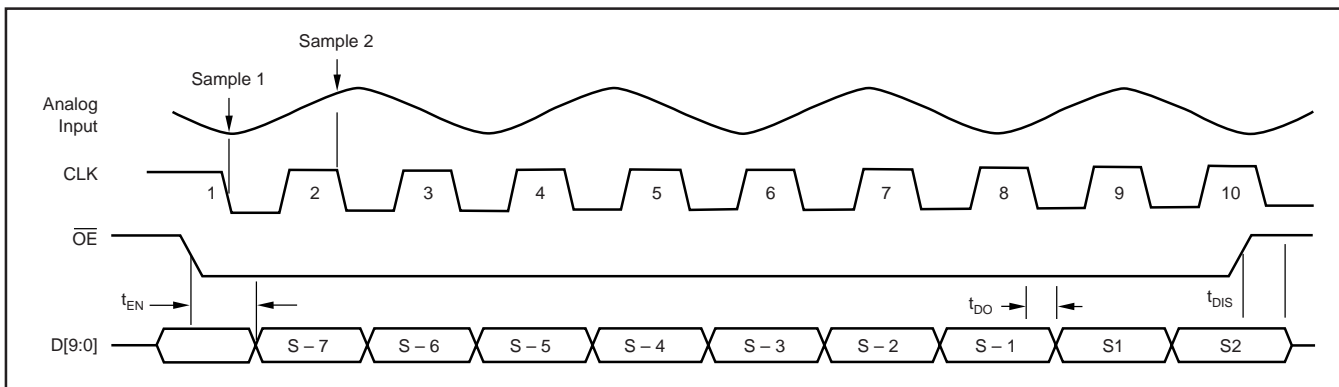 Sample 2
Sample 1
Analog
Input
CLK
1 2 3 4 5 6 7 8 9 10
OE
tEN
tDO
tDIS
D[9:0]
S – 7 S – 6 S – 5 S – 4 S – 3 S – 2 S – 1 S1 S2